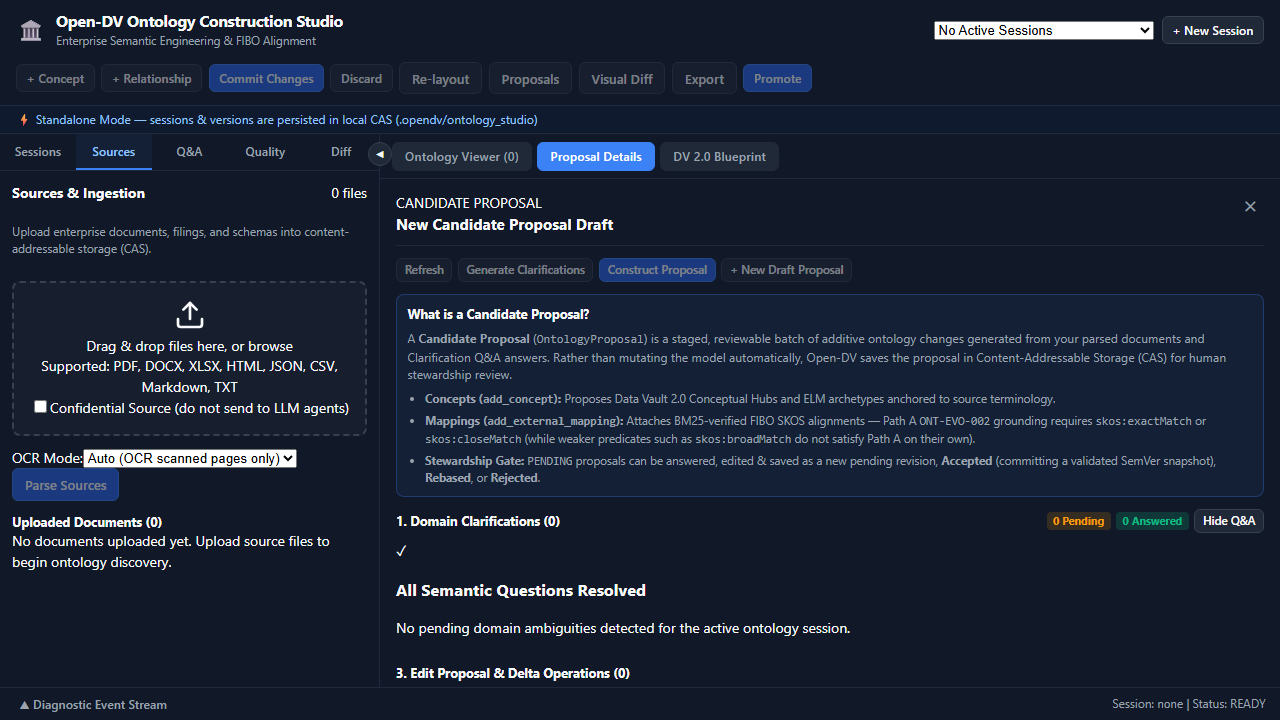 Open-DV Ontology Construction Studio
Enterprise Semantic Engineering & FIBO Alignment
No Active Sessions
+ New Session
+ Concept
+ Relationship
Commit Changes
Discard
Re-layout
Proposals
Visual Diff
Export
Promote
Standalone Mode — sessions & versions are persisted in local CAS (.opendv/ontology_studio)
Sessions
Sources
Q&A
Quality
Diff
Sources & Ingestion
0 files
Upload enterprise documents, filings, and schemas into content-
addressable storage (CAS).
Drag & drop files here, or browse
Supported: PDF, DOCX, XLSX, HTML, JSON, CSV,
Markdown, TXT
Confidential Source (do not send to LLM agents)
OCR Mode: Auto (OCR scanned pages only)
Parse Sources
Uploaded Documents (0)
No documents uploaded yet. Upload source files to
begin ontology discovery.
Ontology Viewer (0)
Proposal Details
DV 2.0 Blueprint
CANDIDATE PROPOSAL
New Candidate Proposal Draft
Refresh
Generate Clarifications
Construct Proposal
+ New Draft Proposal
What is a Candidate Proposal?
A Candidate Proposal (OntologyProposal) is a staged, reviewable batch of additive ontology changes generated from your parsed documents and
Clarification Q&A answers. Rather than mutating the model automatically, Open-DV saves the proposal in Content-Addressable Storage (CAS) for human
stewardship review.
• Concepts (add_concept): Proposes Data Vault 2.0 Conceptual Hubs and ELM archetypes anchored to source terminology.
• Mappings (add_external_mapping): Attaches BM25-verified FIBO SKOS alignments — Path A ONT-EVO-002 grounding requires skos:exactMatch or
skos:closeMatch (while weaker predicates such as skos:broadMatch do not satisfy Path A on their own).
• Stewardship Gate: PENDING proposals can be answered, edited & saved as a new pending revision, Accepted (committing a validated SemVer snapshot),
Rebased, or Rejected.
1. Domain Clarifications (0)
0 Pending
0 Answered
Hide Q&A
✓
All Semantic Questions Resolved
No pending domain ambiguities detected for the active ontology session.
3. Edit Proposal & Delta Operations (0)
▲ Diagnostic Event Stream
Session: none | Status: READY